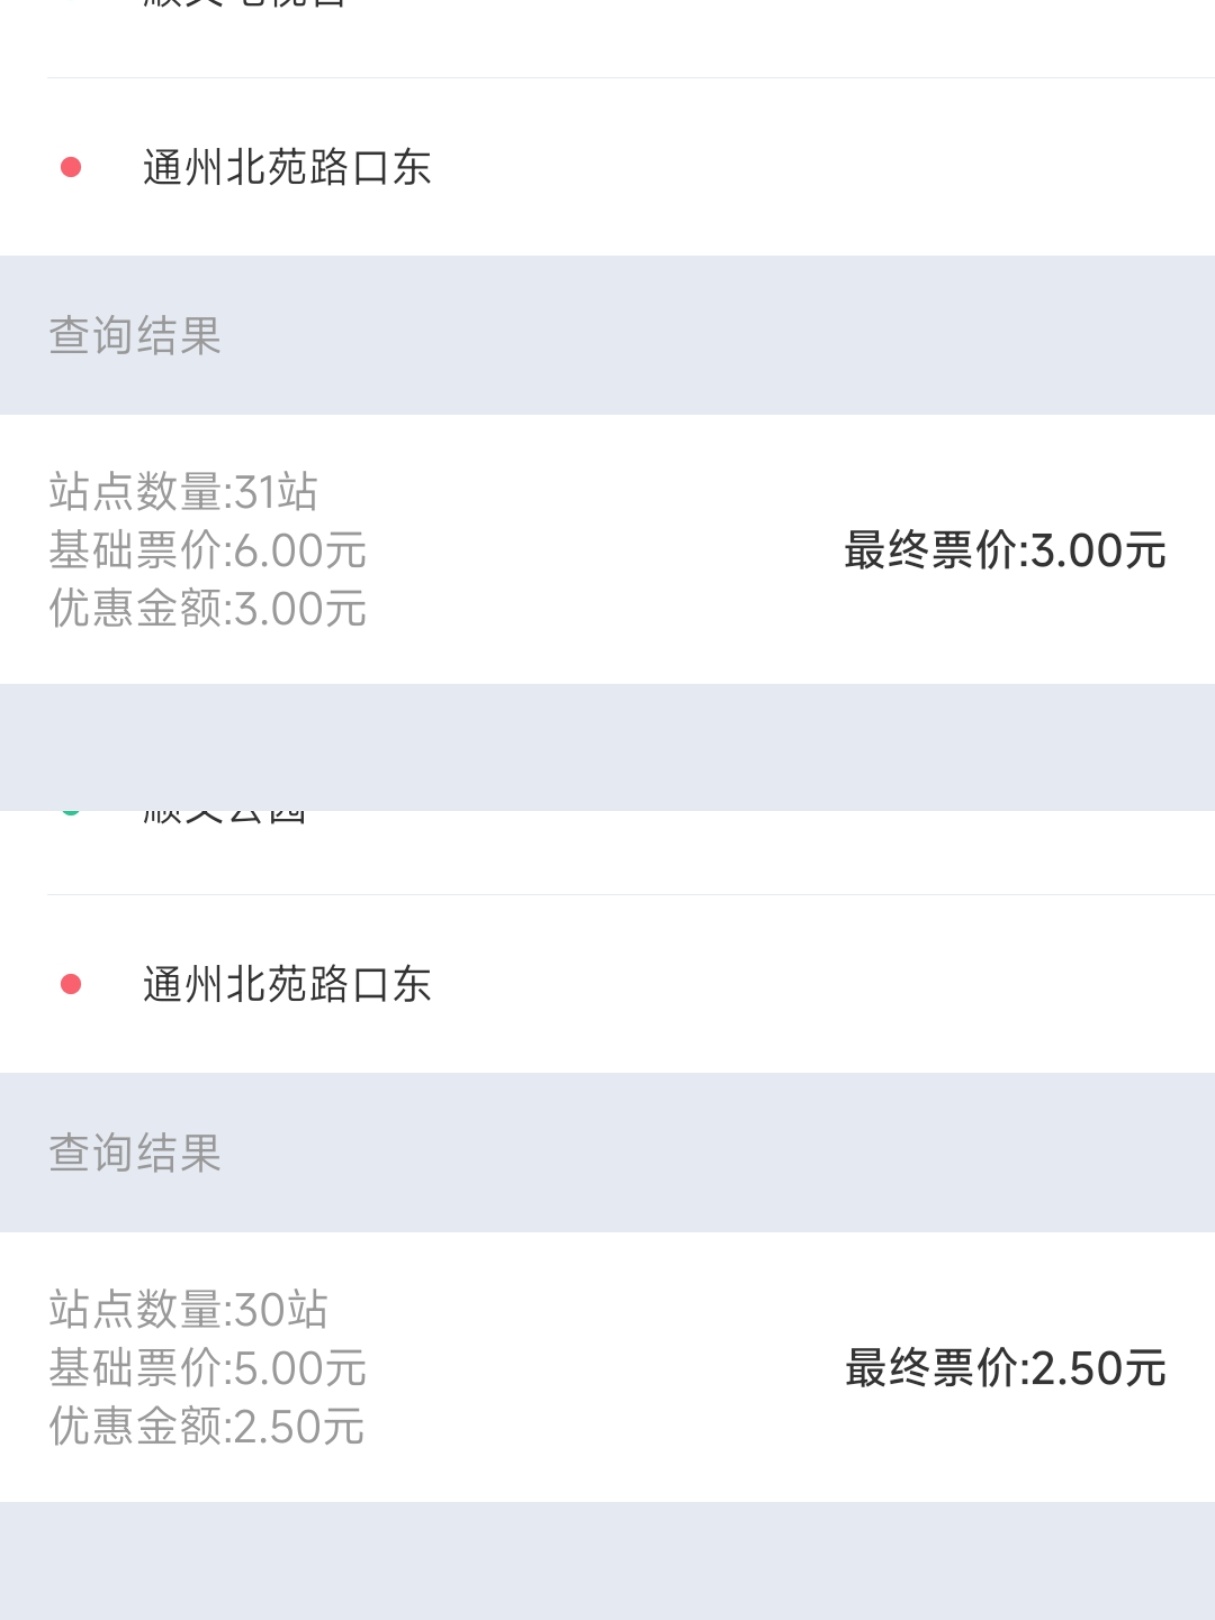 通州北苑路口东
查询结果
站点数量:31站
基础票价:6.00元
优惠金额:3.00元
最终票价:3.00元
顺义公园
通州北苑路口东
查询结果
站点数量:30站
基础票价:5.00元
优惠金额:2.50元
最终票价:2.50元